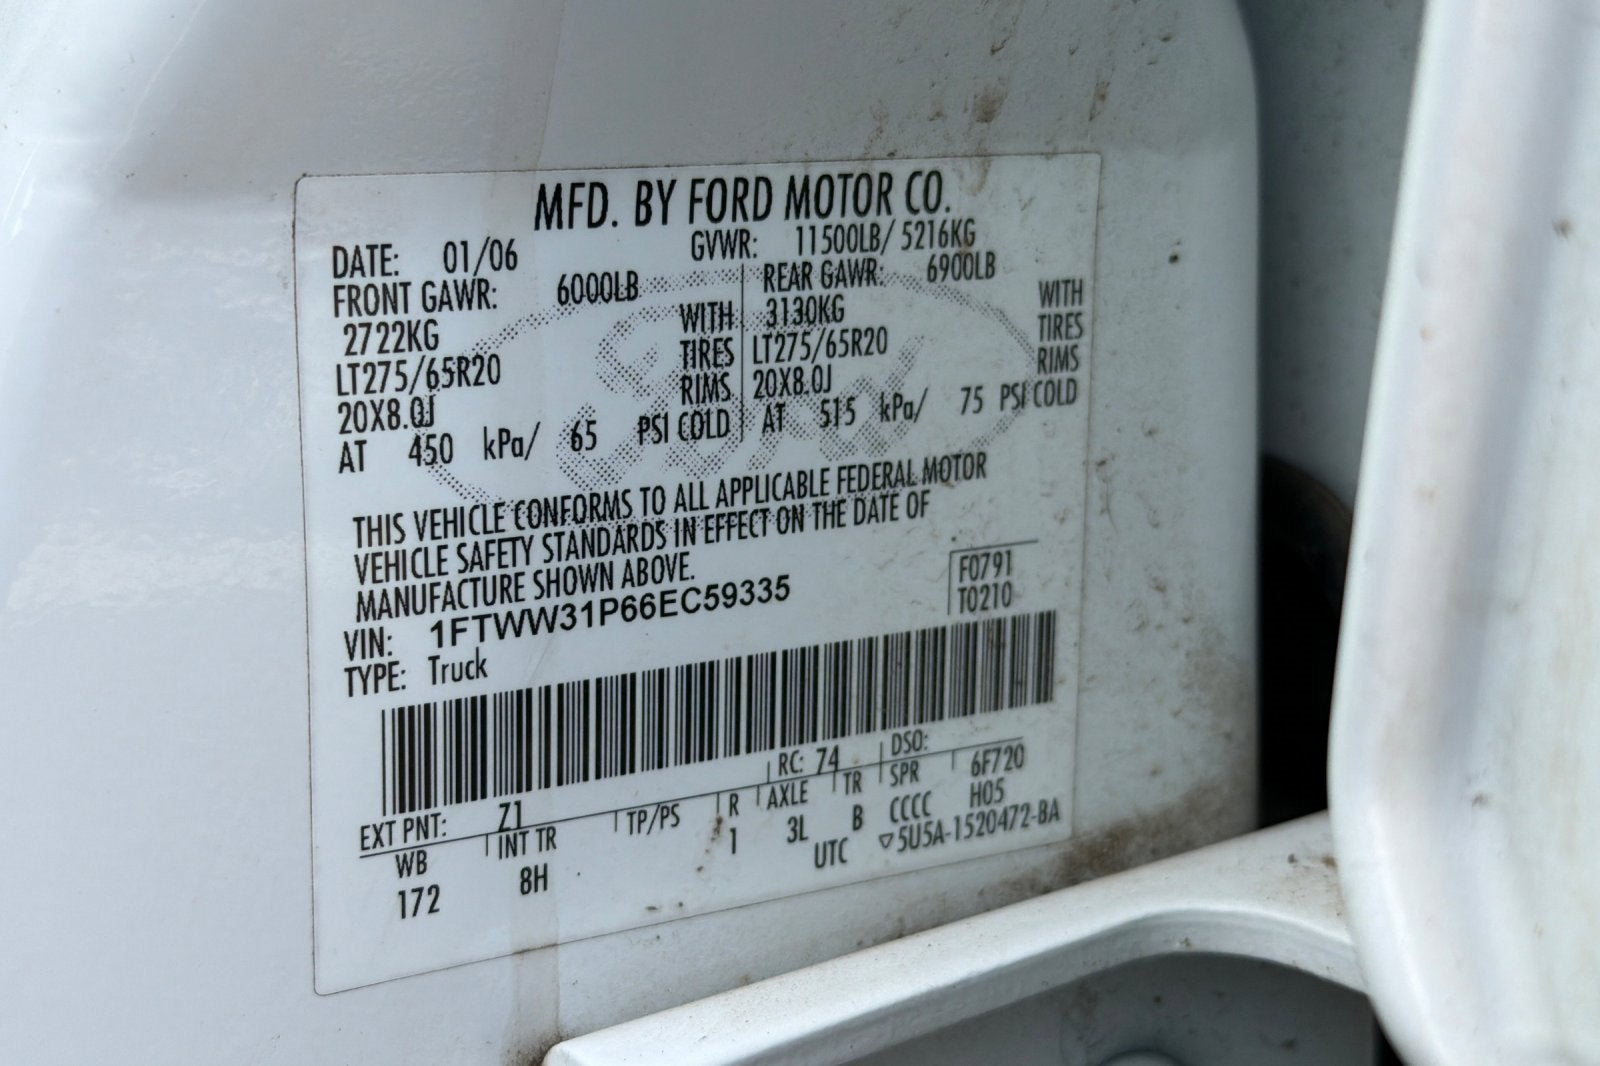 MFD. BY FORD MOTOR CO.
DATE: 01/06 GVWR: 11500LB/ 5216KG
FRONT GAWR: 6000LB REAR GAWR: 6900LB
2722KG WITH 3130KG WITH
LT275/65R20 TIRES LT275/65R20 TIRES
20X8.0J RIMS 20X8.0J RIMS
AT 450 kPa/ 65 PSI COLD AT 515 kPa/ 75 PSI COLD
Ford
THIS VEHICLE CONFORMS TO ALL APPLICABLE FEDERAL MOTOR
VEHICLE SAFETY STANDARDS IN EFFECT ON THE DATE OF
MANUFACTURE SHOWN ABOVE.
VIN: 1FTWW31P66EC59335 F0791
TYPE: Truck T0210
EXT PNT: Z1 RC: 74 DSO:
WB INT TR TP/PS R AXLE TR SPR 6F720
172 8H 1 3L B CCCC H05
UTC ▽5U5A-1520472-BA